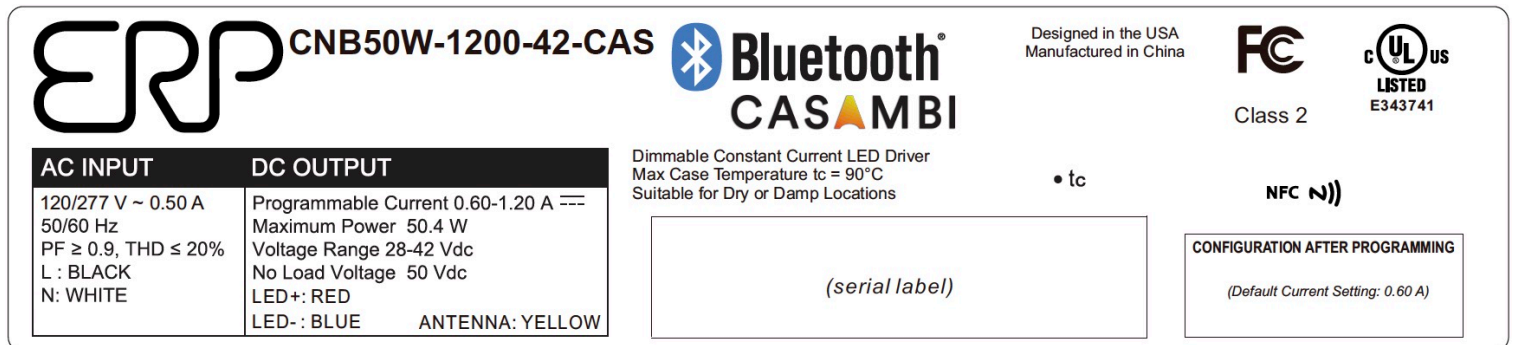 ERP
CNB50W-1200-42-CAS
Bluetooth®
CASAMBI
Designed in the USA
Manufactured in China
FC
Class 2
C UL® US
LISTED
E343741
AC INPUT
120/277 V ~ 0.50 A
50/60 Hz
PF ≥ 0.9, THD ≤ 20%
L : BLACK
N: WHITE
DC OUTPUT
Programmable Current 0.60-1.20 A ⎓
Maximum Power 50.4 W
Voltage Range 28-42 Vdc
No Load Voltage 50 Vdc
LED+: RED
LED- : BLUE ANTENNA: YELLOW
Dimmable Constant Current LED Driver
Max Case Temperature tc = 90°C
Suitable for Dry or Damp Locations
• tc
NFC N)))
(serial label)
CONFIGURATION AFTER PROGRAMMING
(Default Current Setting: 0.60 A)